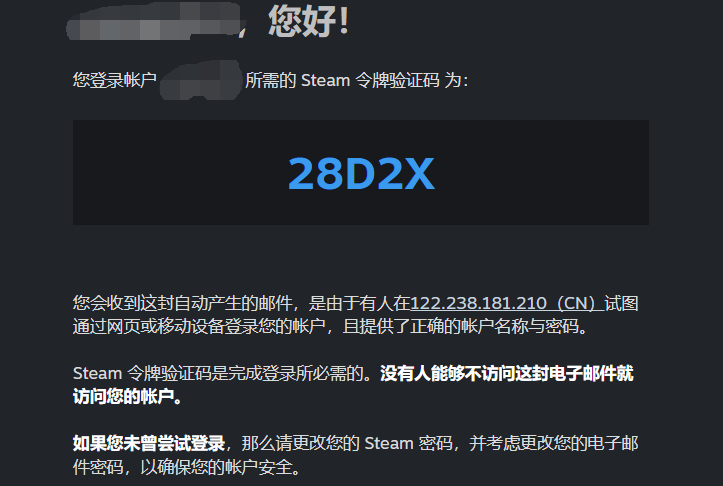 ，您好！
您登录帐户 所需的 Steam 令牌验证码 为：
28D2X
您会收到这封自动产生的邮件，是由于有人在122.238.181.210（CN）试图
通过网页或移动设备登录您的帐户，且提供了正确的帐户名称与密码。
Steam 令牌验证码是完成登录所必需的。没有人能够不访问这封电子邮件就
访问您的帐户。
如果您未曾尝试登录，那么请更改您的 Steam 密码，并考虑更改您的电子邮
件密码，以确保您的帐户安全。